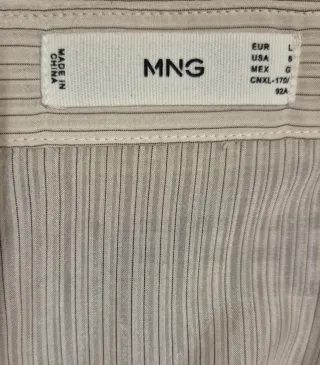 MADE IN
CHINA
MNG
EUR L
USA 8
MEX G
CNXL-170/
92A